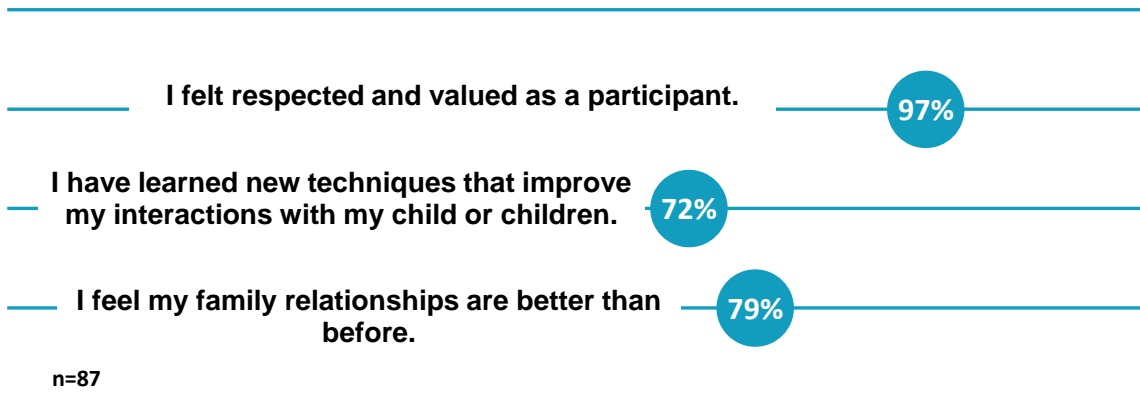 I felt respected and valued as a participant.
97%
I have learned new techniques that improve
my interactions with my child or children.
72%
I feel my family relationships are better than
before.
79%
n=87